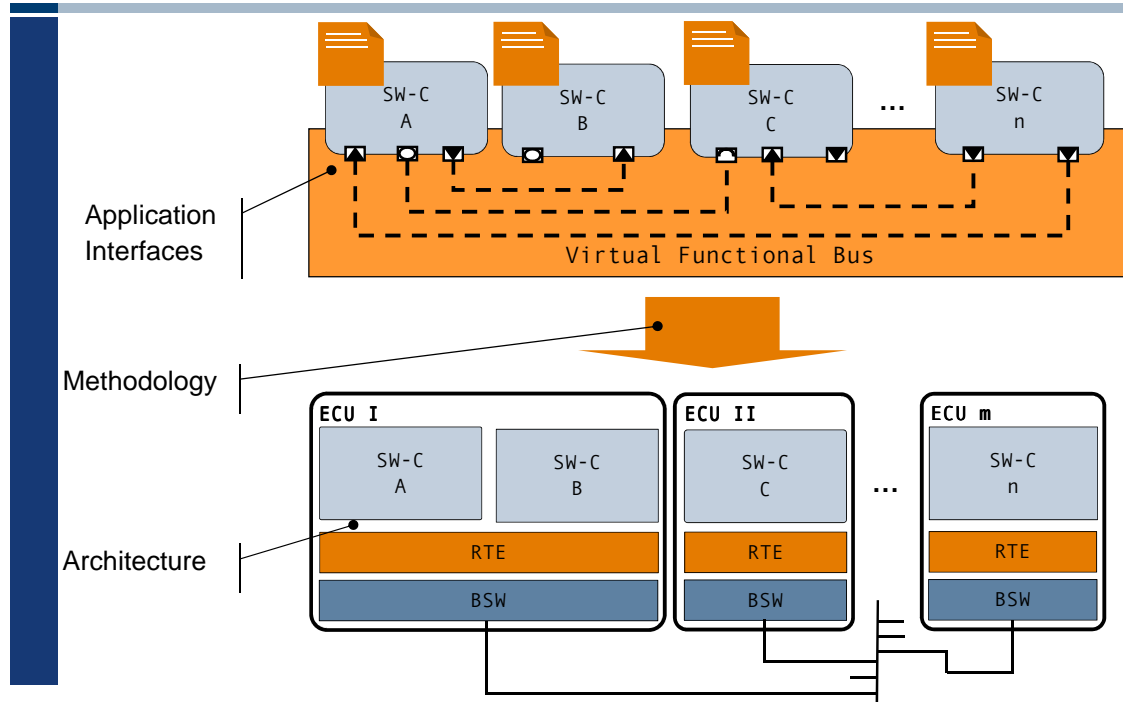 SW-C
A
SW-C
B
SW-C
C
...
SW-C
n
Application
Interfaces
Virtual Functional Bus
Methodology
ECU I
SW-C
A
SW-C
B
RTE
BSW
ECU II
SW-C
C
RTE
BSW
...
ECU m
SW-C
n
RTE
BSW
Architecture